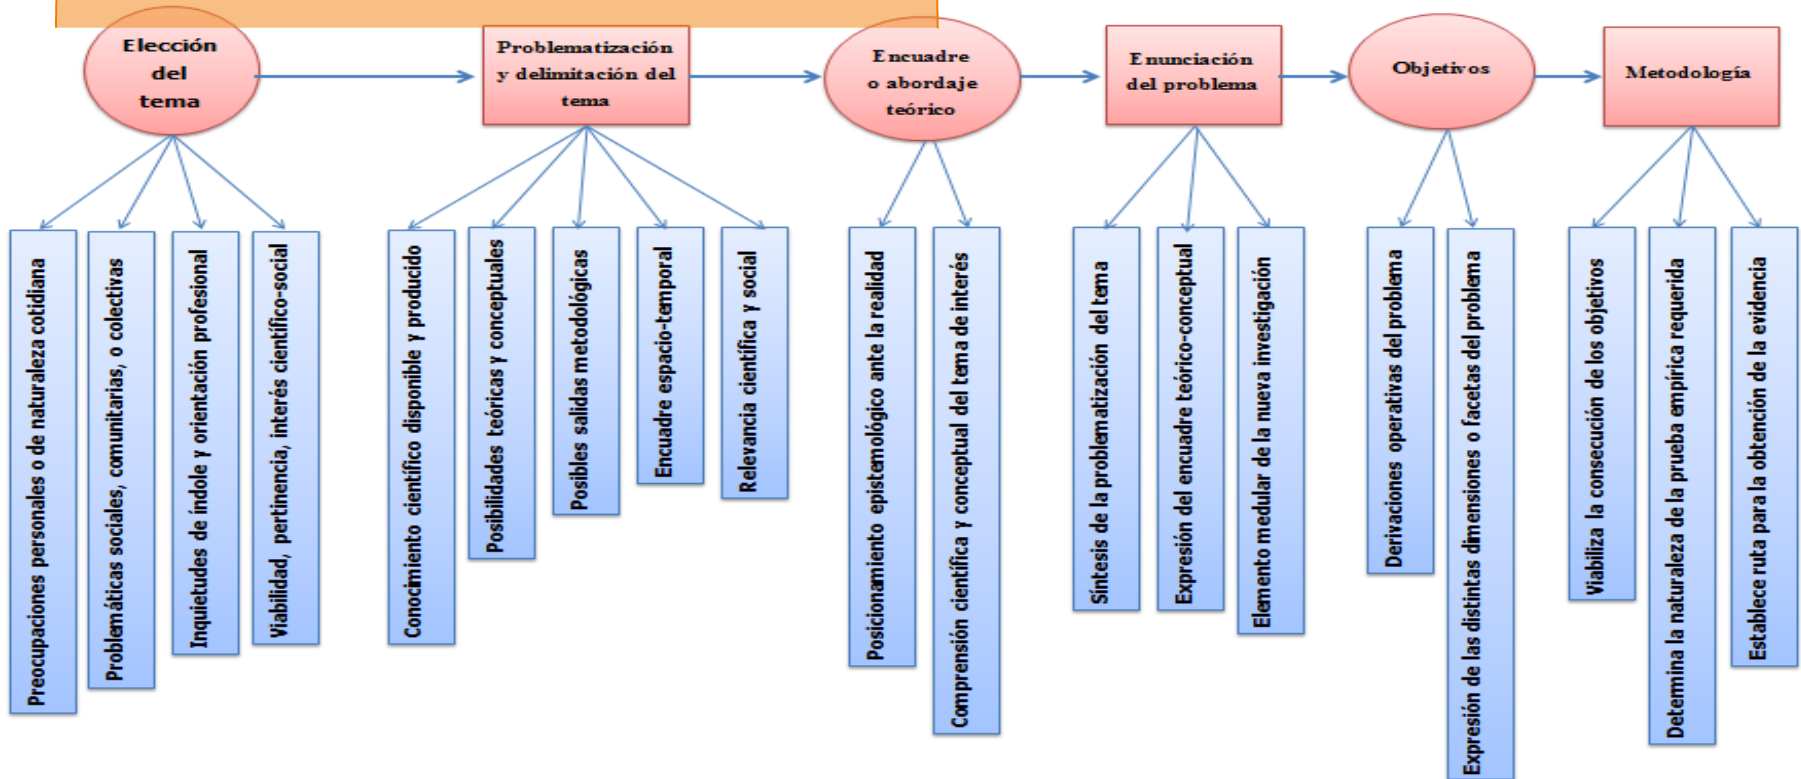 Elección
del
tema
Problematización
y delimitación del
tema
Encuadre
o abordaje
teórico
Enunciación
del problema
Objetivos
Metodología
Preocupaciones personales o de naturaleza cotidiana
Problemáticas sociales, comunitarias, o colectivas
Inquietudes de índole y orientación profesional
Viabilidad, pertinencia, interés científico-social
Conocimiento científico disponible y producido
Posibilidades teóricas y conceptuales
Posibles salidas metodológicas
Encuadre espacio-temporal
Relevancia científica y social
Posicionamiento epistemológico ante la realidad
Comprensión científica y conceptual del tema de interés
Síntesis de la problematización del tema
Expresión del encuadre teórico-conceptual
Elemento medular de la nueva investigación
Derivaciones operativas del problema
Expresión de las distintas dimensiones o facetas del problema
Viabiliza la consecución de los objetivos
Determina la naturaleza de la prueba empírica requerida
Establece ruta para la obtención de la evidencia